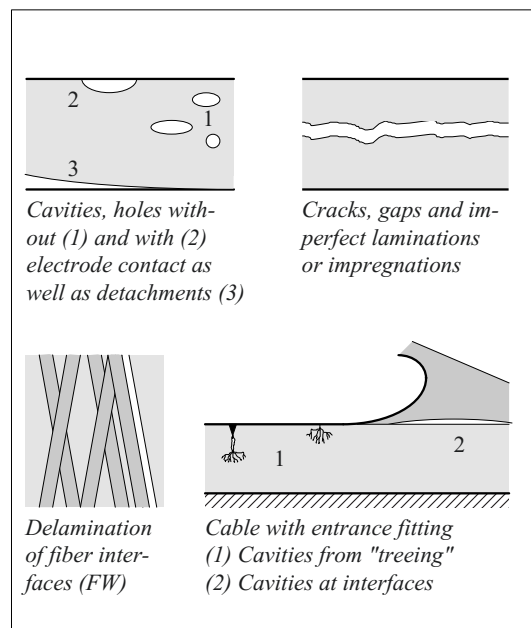 2
1
3
Cavities, holes with-
out (1) and with (2)
electrode contact as
well as detachments (3)
Cracks, gaps and im-
perfect laminations
or impregnations
1
2
Delamination
of fiber inter-
faces (FW)
Cable with entrance fitting
(1) Cavities from "treeing"
(2) Cavities at interfaces